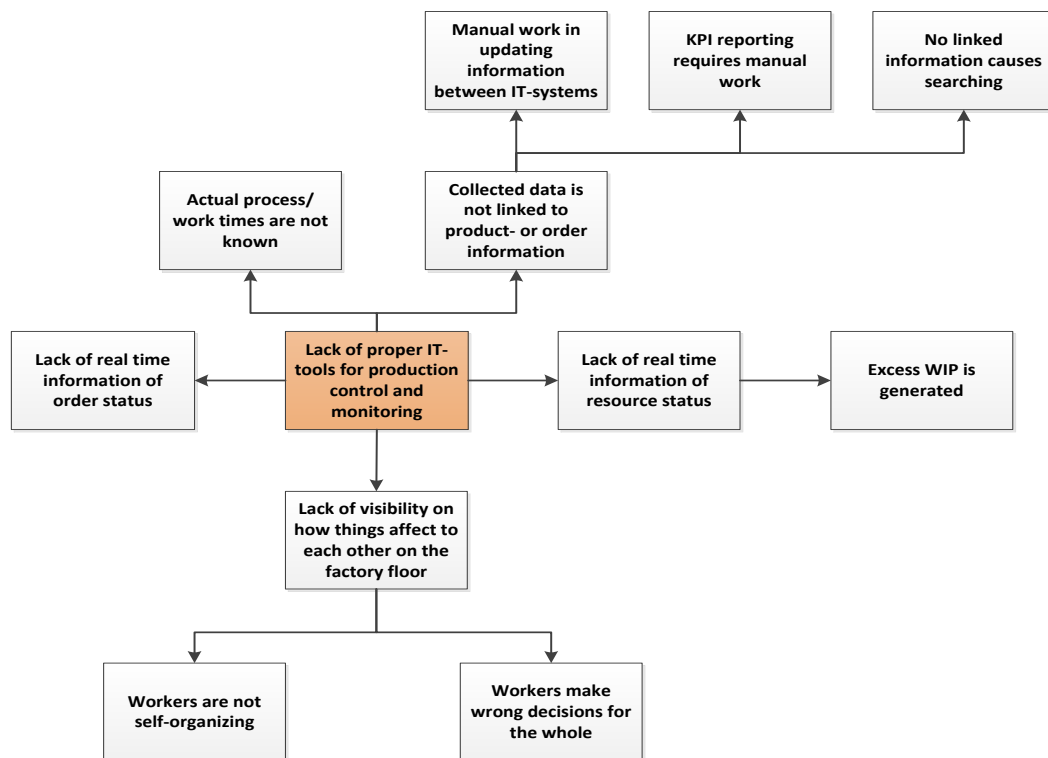 Manual work in
updating
information
between IT-systems
KPI reporting
requires manual
work
No linked
information causes
searching
Actual process/
work times are not
known
Collected data is
not linked to
product- or order
information
Lack of real time
information of
order status
Lack of proper IT-
tools for production
control and
monitoring
Lack of real time
information of
resource status
Excess WIP is
generated
Lack of visibility on
how things affect to
each other on the
factory floor
Workers are not
self-organizing
Workers make
wrong decisions for
the whole